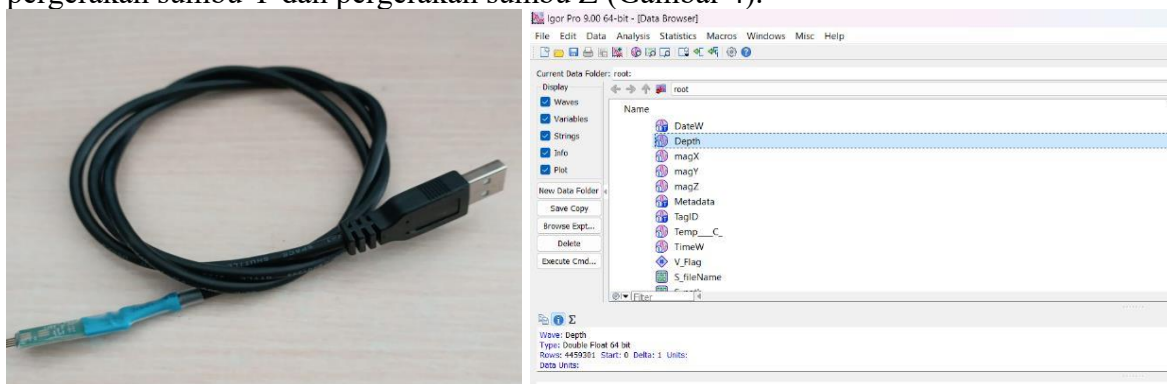 pergerakan sumbu Y dan pergerakan sumbu Z (Gambar 4).
Igor Pro 9.00 64-bit - [Data Browser]
File Edit Data Analysis Statistics Macros Windows Misc Help
Current Data Folder: root:
Display
root
Waves
Variables
Strings
Info
Plot
New Data Folder
Save Copy
Browse Expt...
Delete
Execute Cmd...
Name
DateW
Depth
magX
magY
magZ
Metadata
TagID
Temp___C_
TimeW
V_Flag
S_fileName
Filter
Wave: Depth
Type: Double Float 64 bit
Rows: 4459301 Start: 0 Delta: 1 Units:
Data Units: